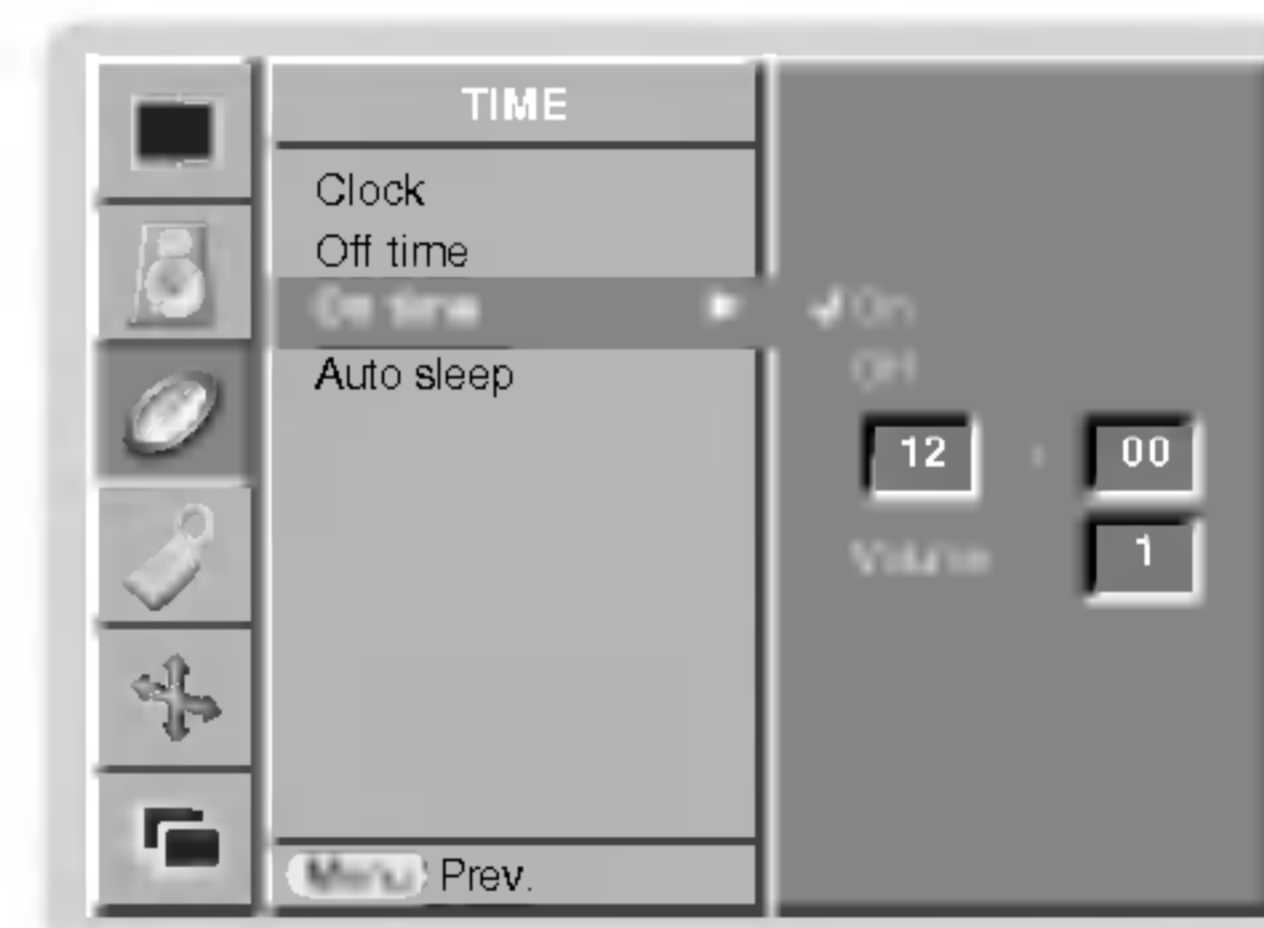 TIME
Clock
Off time
On time
Auto sleep
On
Off
12 : 00
Volume 1
Menu Prev.